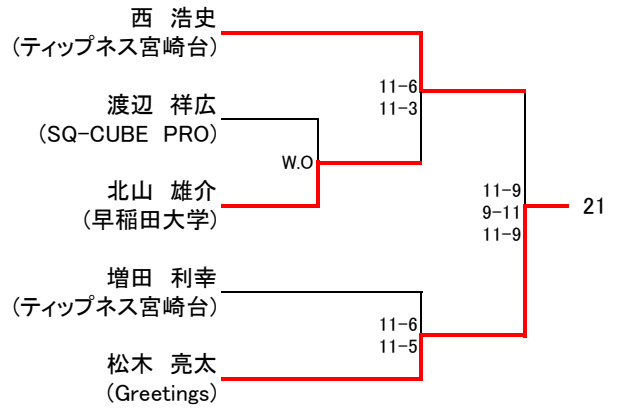 西 浩史
(ティップネス宮崎台)
渡辺 祥広
(SQ-CUBE PRO)
北山 雄介
(早稲田大学)
増田 利幸
(ティップネス宮崎台)
松木 亮太
(Greetings)
W.O
11-6
11-3
11-6
11-5
11-9
9-11
11-9
21